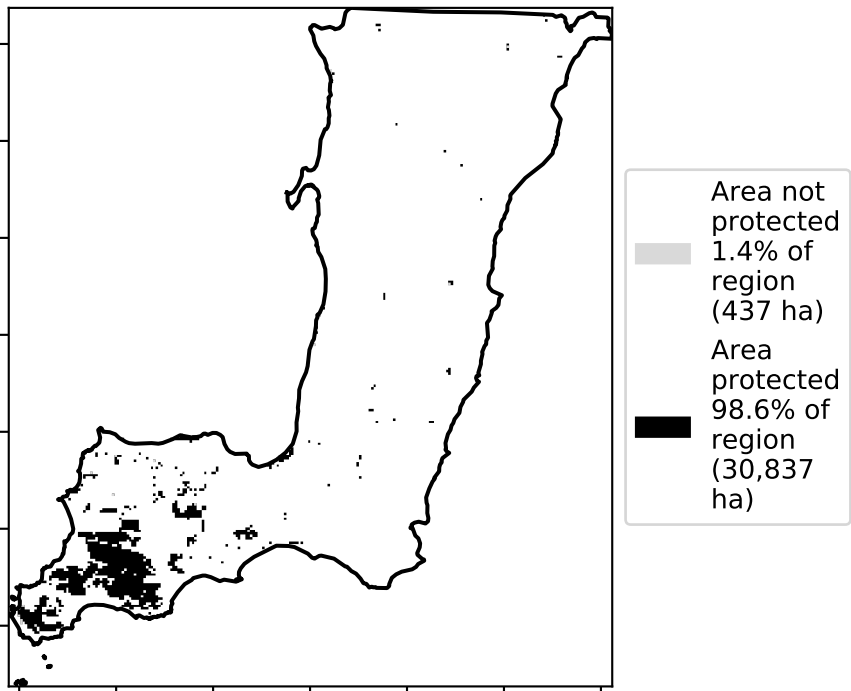 Area not
protected
1.4% of
region
(437 ha)
Area
protected
98.6% of
region
(30,837
ha)